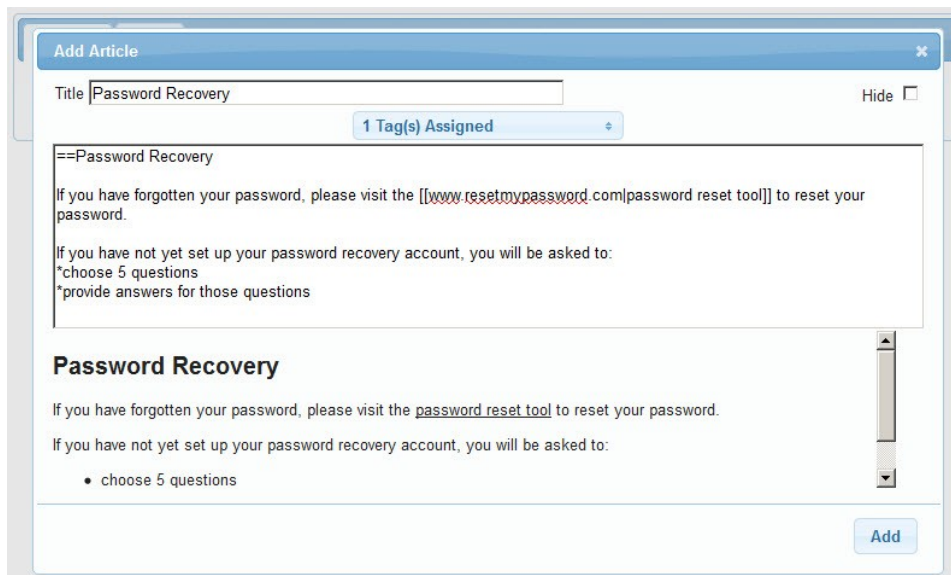 Add Article
Title Password Recovery
Hide
1 Tag(s) Assigned
==Password Recovery
If you have forgotten your password, please visit the [[www.resetmypassword.com|password reset tool]] to reset your
password.
If you have not yet set up your password recovery account, you will be asked to:
*choose 5 questions
*provide answers for those questions
Password Recovery
If you have forgotten your password, please visit the password reset tool to reset your password.
If you have not yet set up your password recovery account, you will be asked to:
• choose 5 questions
Add